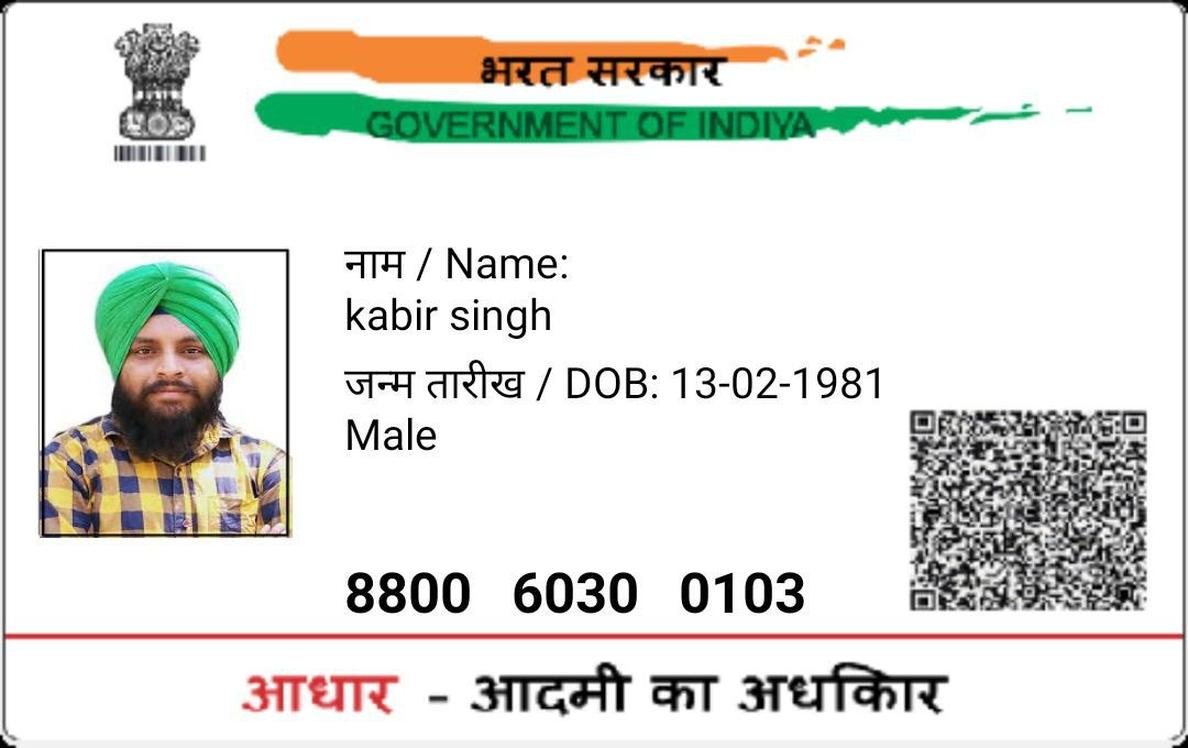 भरत सरकार
GOVERNMENT OF INDIYA
नाम / Name:
kabir singh
जन्म तारीख / DOB: 13-02-1981
Male
8800 6030 0103
आधार - आदमी का अधकिार